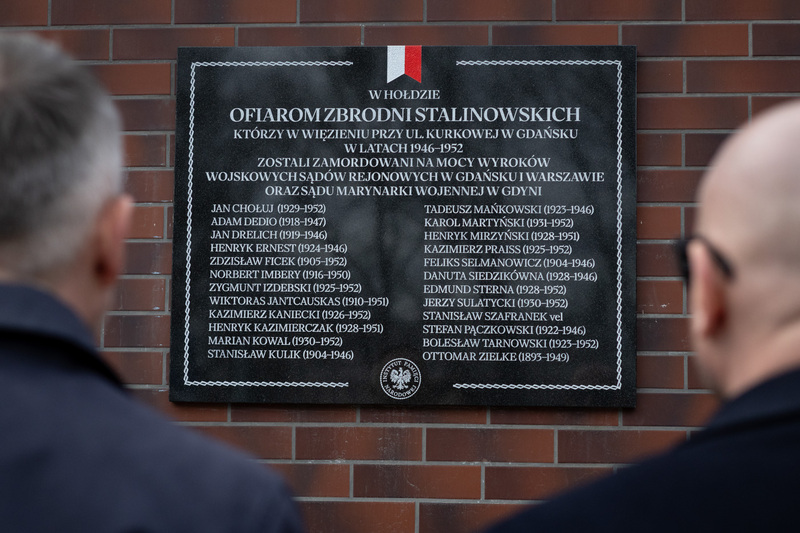 W HOŁDZIE
OFIAROM ZBRODNI STALINOWSKICH
KTÓRZY W WIĘZIENIU PRZY UL. KURKOWEJ W GDAŃSKU
W LATACH 1946-1952
ZOSTALI ZAMORDOWANI NA MOCY WYROKÓW
WOJSKOWYCH SĄDÓW REJONOWYCH W GDAŃSKU I WARSZAWIE
ORAZ SĄDU MARYNARKI WOJENNEJ W GDYNI
JAN CHOŁUJ (1929-1952)
ADAM DEDIO (1918-1947)
JAN DRELICH (1919-1946)
HENRYK ERNEST (1924-1946)
ZDZISŁAW FICEK (1905-1952)
NORBERT IMBERY (1916-1950)
ZYGMUNT IZDEBSKI (1925-1952)
WIKTORAS JANTCAUSKAS (1910-1951)
KAZIMIERZ KANIECKI (1926-1952)
HENRYK KAZIMIERCZAK (1928-1951)
MARIAN KOWAL (1930-1952)
STANISŁAW KULIK (1904-1946)
TADEUSZ MAŃKOWSKI (1923-1946)
KAROL MARTYŃSKI (1931-1952)
HENRYK MIRZYŃSKI (1928-1951)
KAZIMIERZ PRAISS (1925-1952)
FELIKS SELMANOWICZ (1904-1946)
DANUTA SIEDZIKÓWNA (1928-1946)
EDMUND STERNA (1928-1952)
JERZY SULATYCKI (1930-1952)
STANISŁAW SZAFRANEK vel
STEFAN PĄCZKOWSKI (1922-1946)
BOLESŁAW TARNOWSKI (1923-1952)
OTTOMAR ZIELKE (1893-1949)
INSTYTUT PAMIĘCI NARODOWEJ